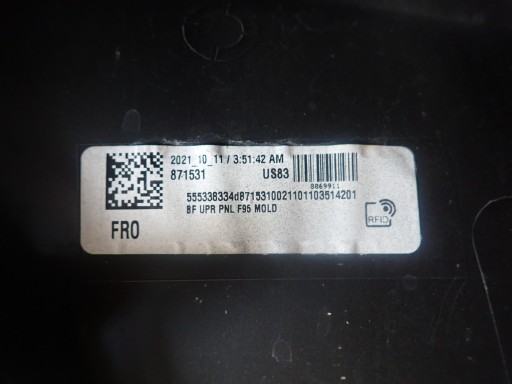 2021_10_11 / 3:51:42 AM
871531 US83
8869911
555338334d8715310021101103514201
BF UPR PNL F95 MOLD
FRO
RFID